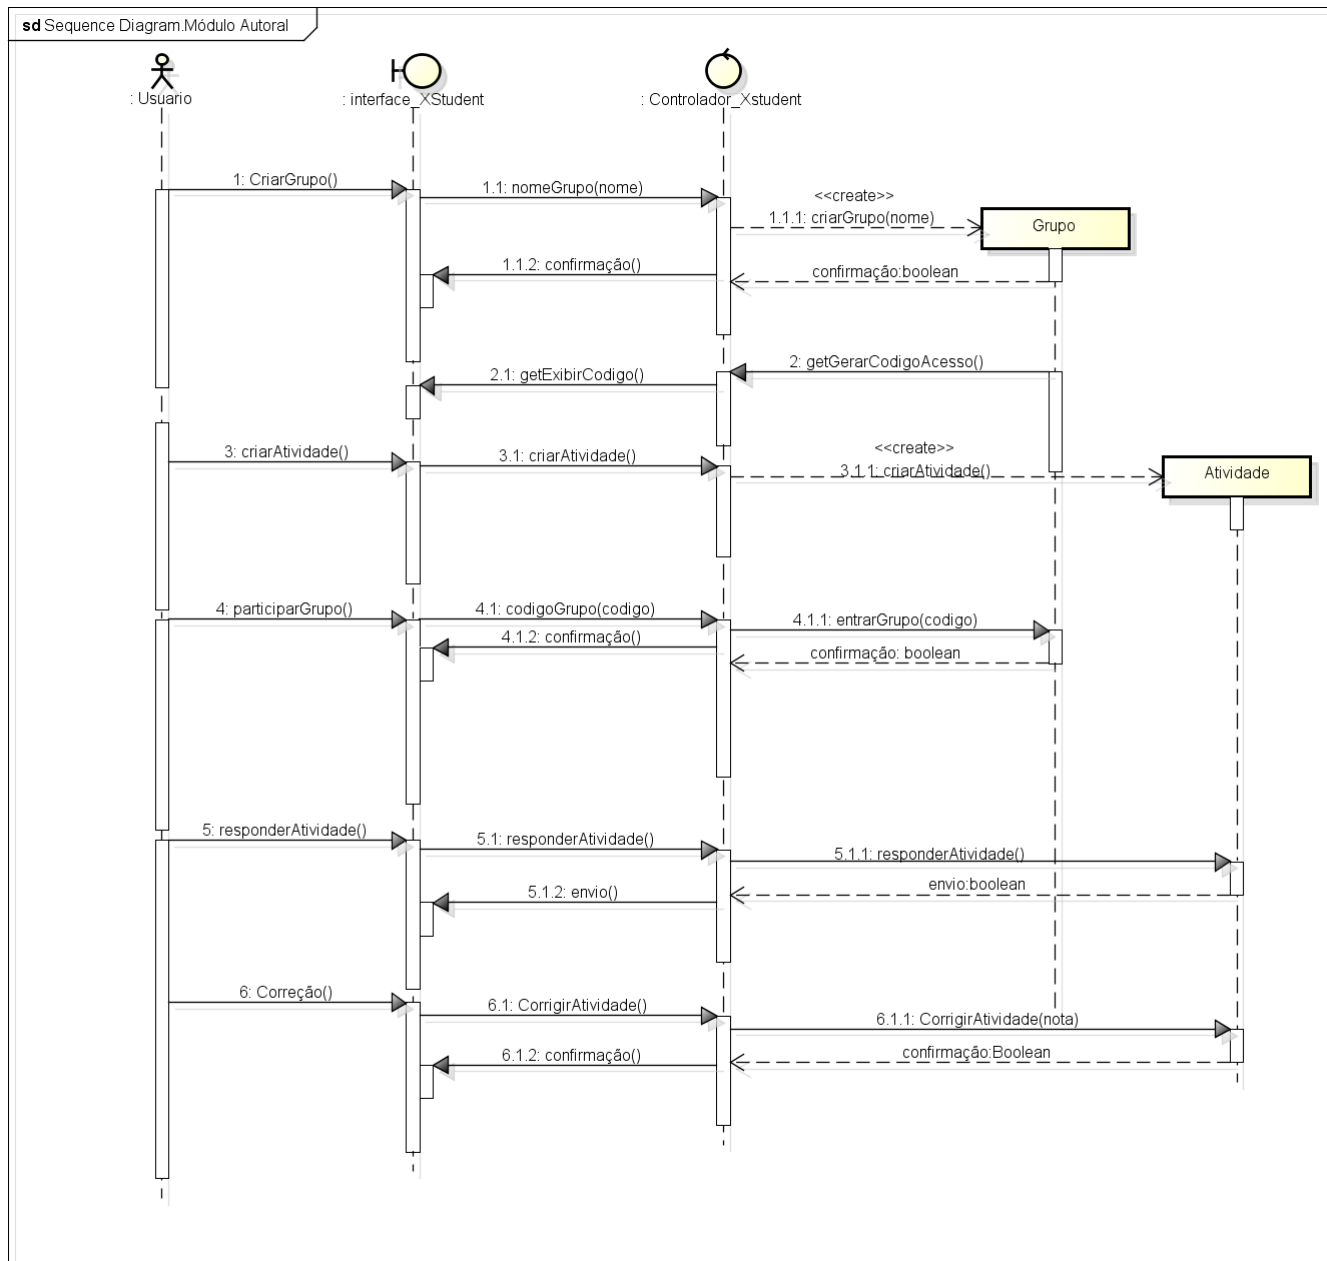 sd Sequence Diagram.Módulo Autoral
: Usuario
: interface_XStudent
: Controlador_Xstudent
1: CriarGrupo()
1.1: nomeGrupo(nome)
<<create>>
1.1.1: criarGrupo(nome)
Grupo
1.1.2: confirmação()
confirmação:boolean
2: getGerarCodigoAcesso()
2.1: getExibirCodigo()
3: criarAtividade()
3.1: criarAtividade()
<<create>>
3.1.1: criarAtividade()
Atividade
4: participarGrupo()
4.1: codigoGrupo(codigo)
4.1.1: entrarGrupo(codigo)
4.1.2: confirmação()
confirmação: boolean
5: responderAtividade()
5.1: responderAtividade()
5.1.1: responderAtividade()
5.1.2: envio()
envio:boolean
6: Correção()
6.1: CorrigirAtividade()
6.1.1: CorrigirAtividade(nota)
6.1.2: confirmação()
confirmação:Boolean